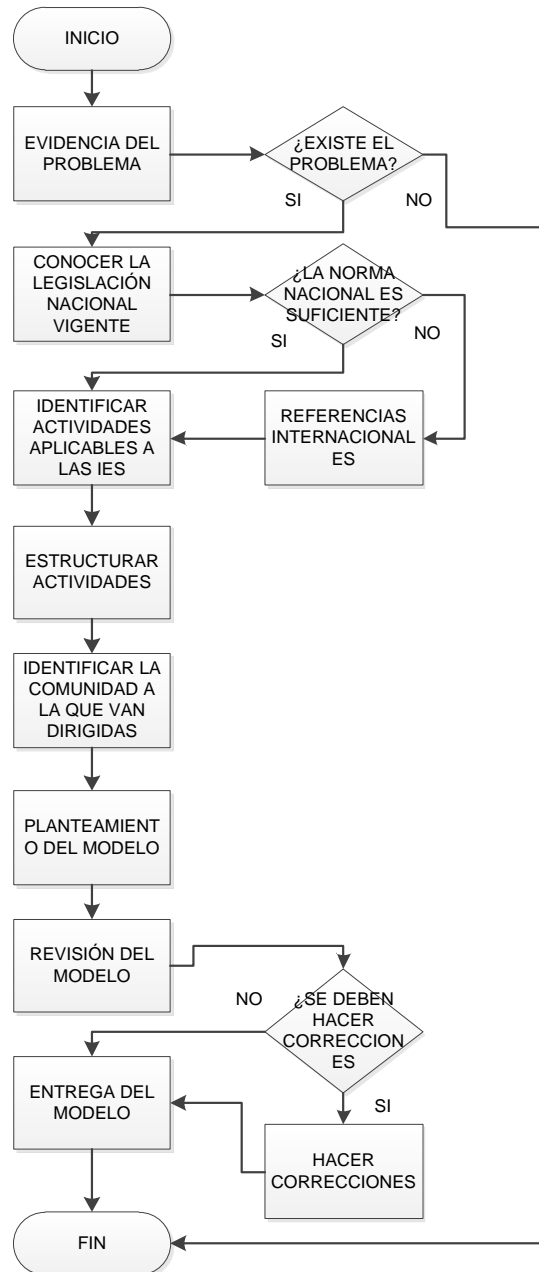 INICIO
EVIDENCIA DEL
PROBLEMA
¿EXISTE EL
PROBLEMA?
SI
NO
CONOCER LA
LEGISLACIÓN
NACIONAL
VIGENTE
¿LA NORMA
NACIONAL ES
SUFICIENTE?
SI
NO
IDENTIFICAR
ACTIVIDADES
APLICABLES A
LAS IES
REFERENCIAS
INTERNACIONAL
ES
ESTRUCTURAR
ACTIVIDADES
IDENTIFICAR LA
COMUNIDAD A
LA QUE VAN
DIRIGIDAS
PLANTEAMIENT
O DEL MODELO
REVISIÓN DEL
MODELO
¿SE DEBEN
HACER
CORRECCION
ES
NO
SI
ENTREGA DEL
MODELO
HACER
CORRECCIONES
FIN